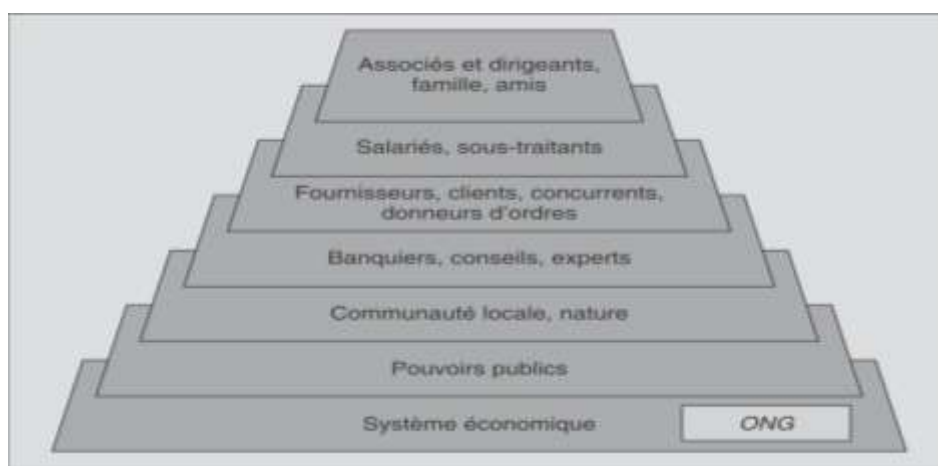 Associés et dirigeants,
famille, amis
Salariés, sous-traitants
Fournisseurs, clients, concurrents,
donneurs d'ordres
Banquiers, conseils, experts
Communauté locale, nature
Pouvoirs publics
Système économique
ONG